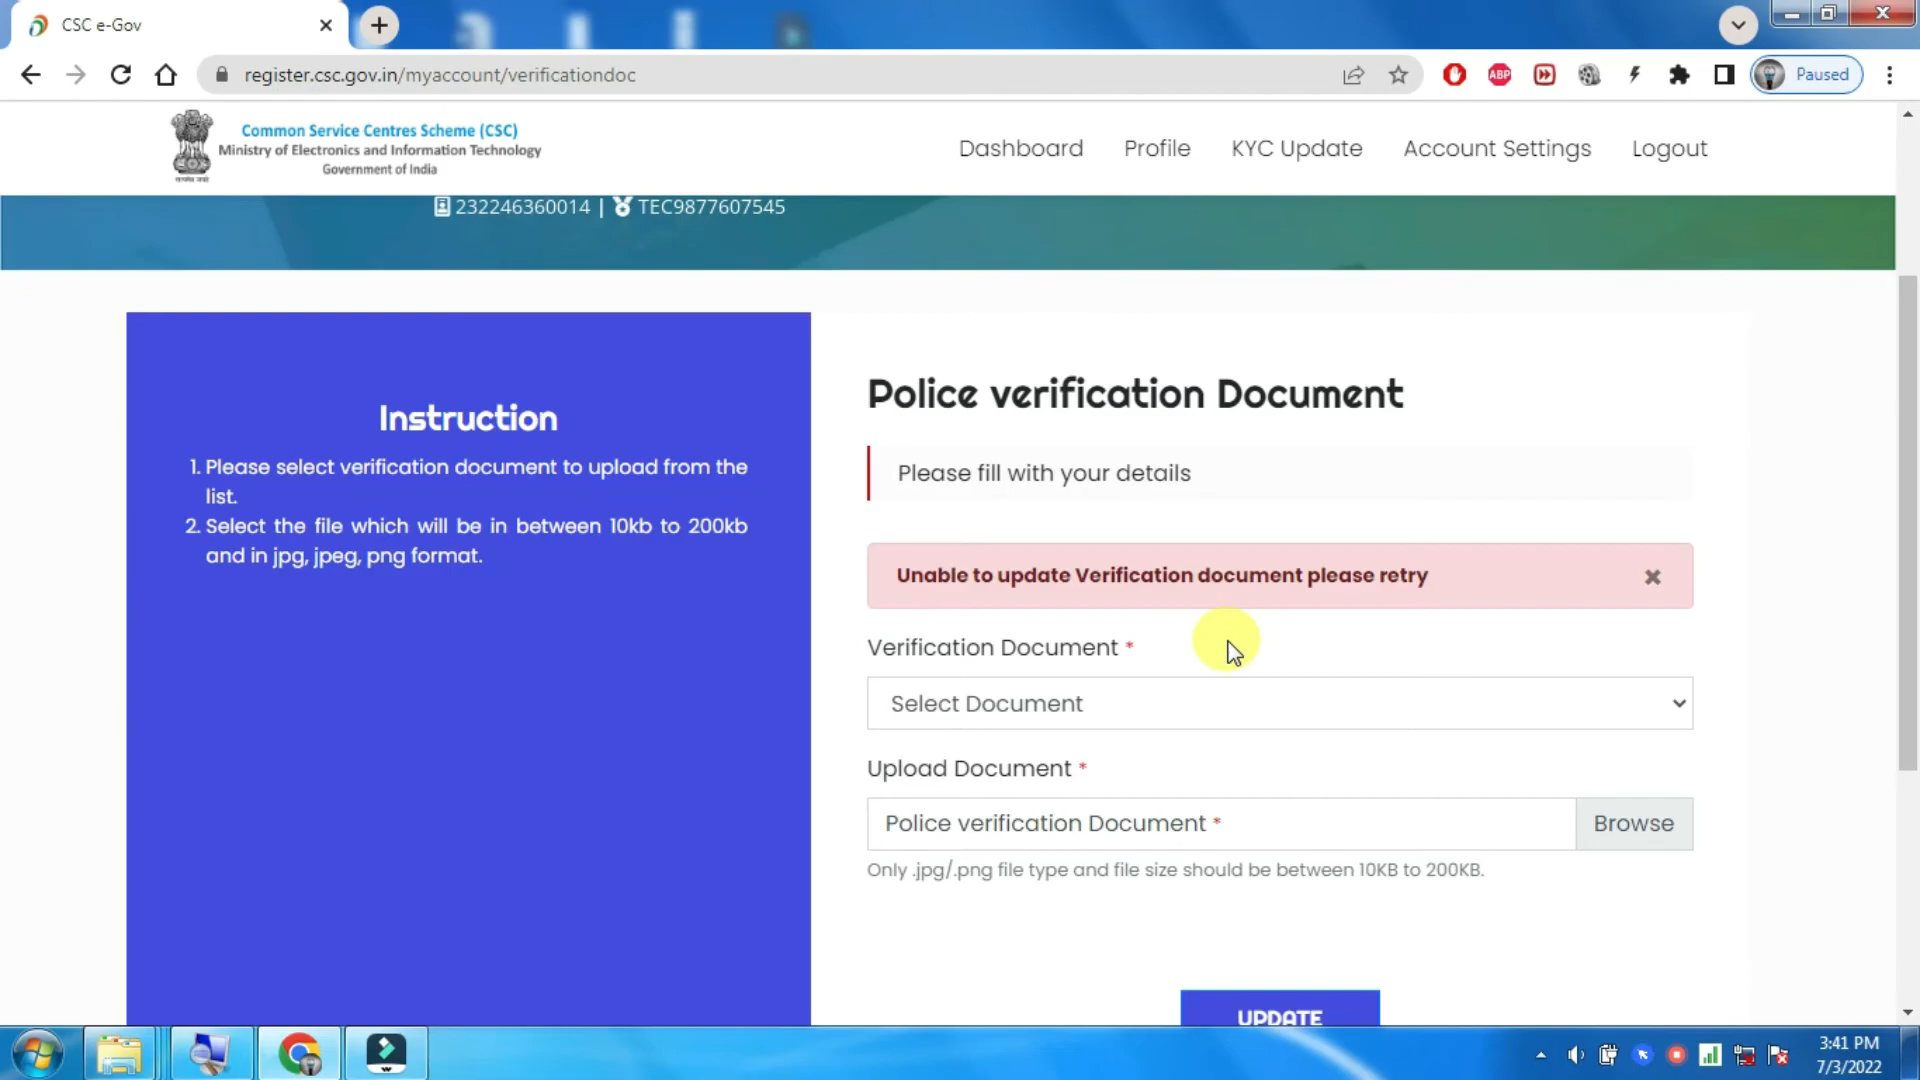 CSC e-Gov
register.csc.gov.in/myaccount/verificationdoc
ABP
Paused
Common Service Centres Scheme (CSC)
Ministry of Electronics and Information Technology
Government of India
सत्यमेव जयते
Dashboard Profile KYC Update Account Settings Logout
232246360014 | TEC9877607545
Instruction
1. Please select verification document to upload from the
list.
2. Select the file which will be in between 10kb to 200kb
and in jpg, jpeg, png format.
Police verification Document
Please fill with your details
Unable to update Verification document please retry
Verification Document *
Select Document
Upload Document *
Police verification Document *
Browse
Only .jpg/.png file type and file size should be between 10KB to 200KB.
UPDATE
3:41 PM
7/3/2022